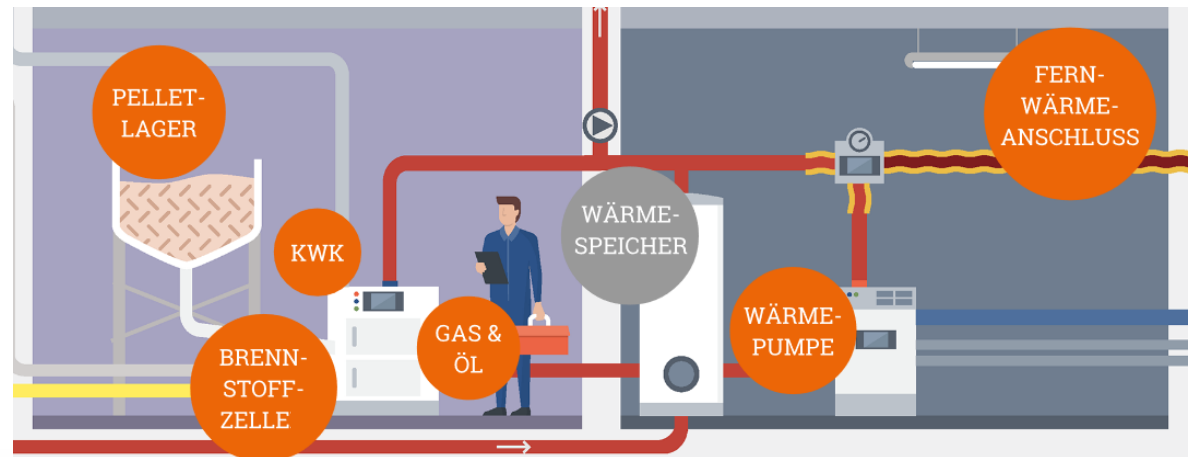 PELLET-
LAGER
KWK
BRENN-
STOFF-
ZELLE
GAS &
ÖL
WÄRME-
SPEICHER
WÄRME-
PUMPE
FERN-
WÄRME-
ANSCHLUSS